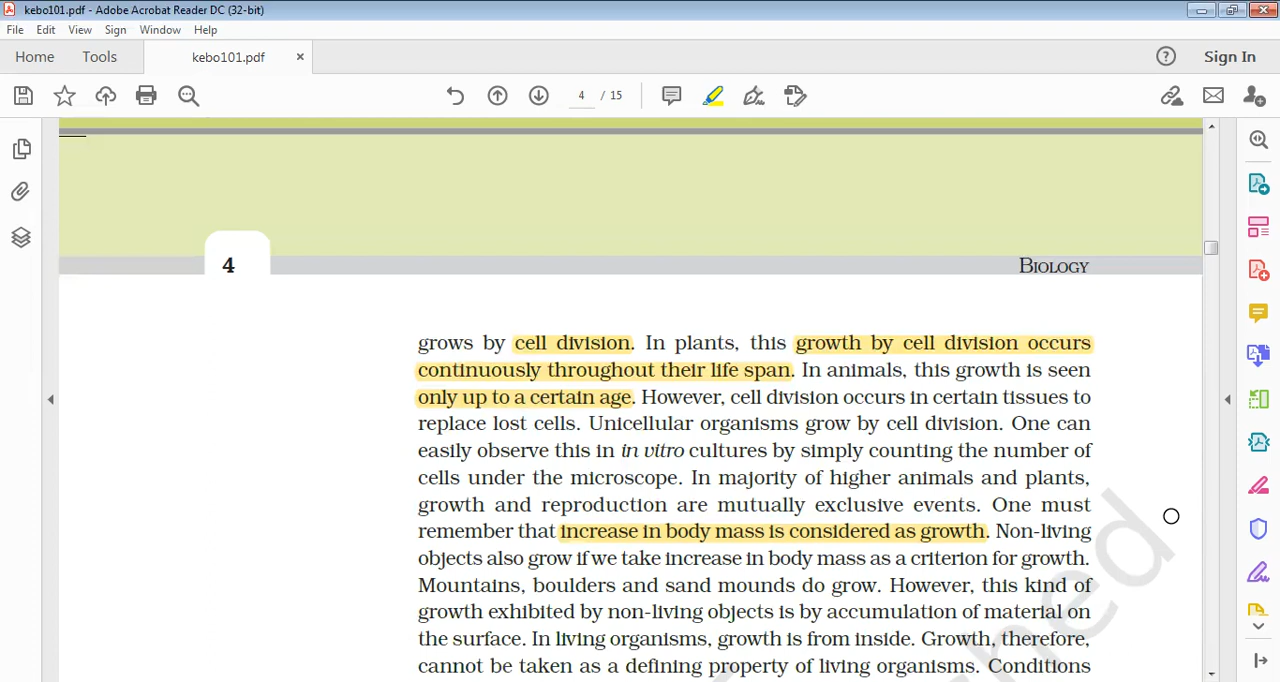 kebo101.pdf - Adobe Acrobat Reader DC (32-bit)
File Edit View Sign Window Help
Home Tools kebo101.pdf × Sign In
4 / 15
4 BIOLOGY
grows by cell division. In plants, this growth by cell division occurs
continuously throughout their life span. In animals, this growth is seen
only up to a certain age. However, cell division occurs in certain tissues to
replace lost cells. Unicellular organisms grow by cell division. One can
easily observe this in in vitro cultures by simply counting the number of
cells under the microscope. In majority of higher animals and plants,
growth and reproduction are mutually exclusive events. One must
remember that increase in body mass is considered as growth. Non-living
objects also grow if we take increase in body mass as a criterion for growth.
Mountains, boulders and sand mounds do grow. However, this kind of
growth exhibited by non-living objects is by accumulation of material on
the surface. In living organisms, growth is from inside. Growth, therefore,
cannot be taken as a defining property of living organisms. Conditions